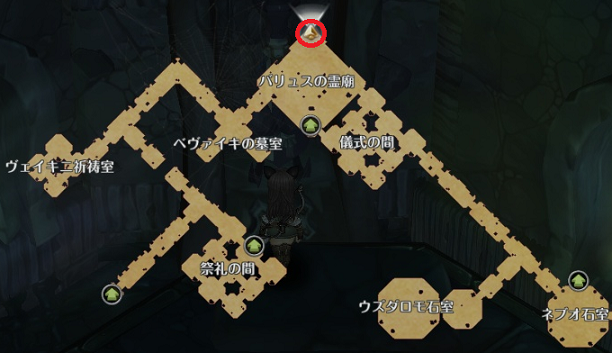 バリュスの霊廟
ベヴァイキの墓室
儀式の間
ヴェイキニ祈祷室
祭礼の間
ウズダロモ石室
ネブオ石室